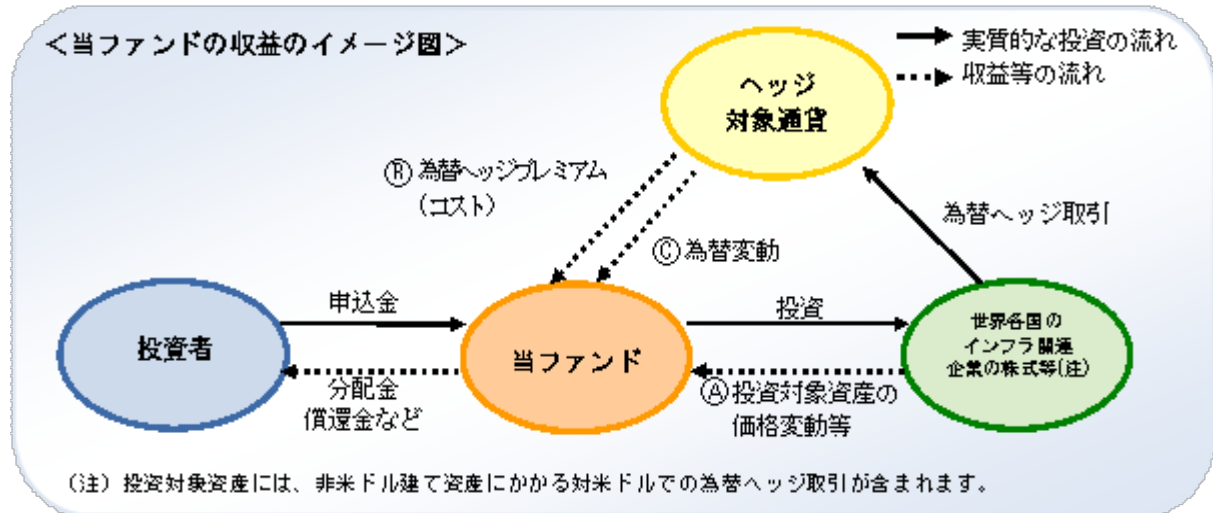 ＜当ファンドの収益のイメージ図＞
実質的な投資の流れ
収益等の流れ
ヘッジ
対象通貨
Ⓑ為替ヘッジプレミアム
（コスト）
為替ヘッジ取引
Ⓒ為替変動
申込金
投資
投資者
当ファンド
世界各国の
インフラ関連
企業の株式等(注)
分配金
償還金など
Ⓐ投資対象資産の
価格変動等
（注）投資対象資産には、非米ドル建て資産にかかる対米ドルでの為替ヘッジ取引が含まれます。